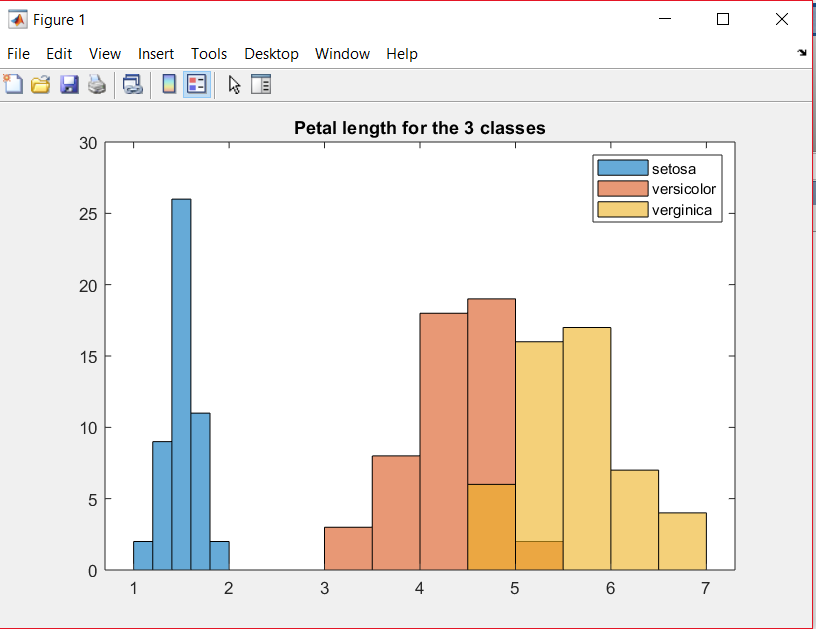 Figure 1
File Edit View Insert Tools Desktop Window Help
Petal length for the 3 classes
30
25
20
15
10
5
0
setosa
versicolor
verginica
1 2 3 4 5 6 7